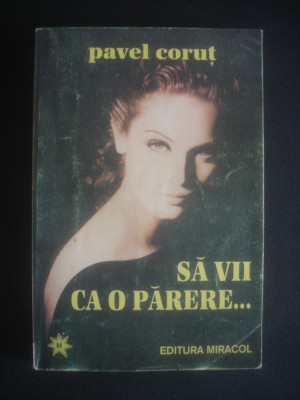 pavel coruț
SĂ VII
CA O PĂRERE...
M
EDITURA MIRACOL